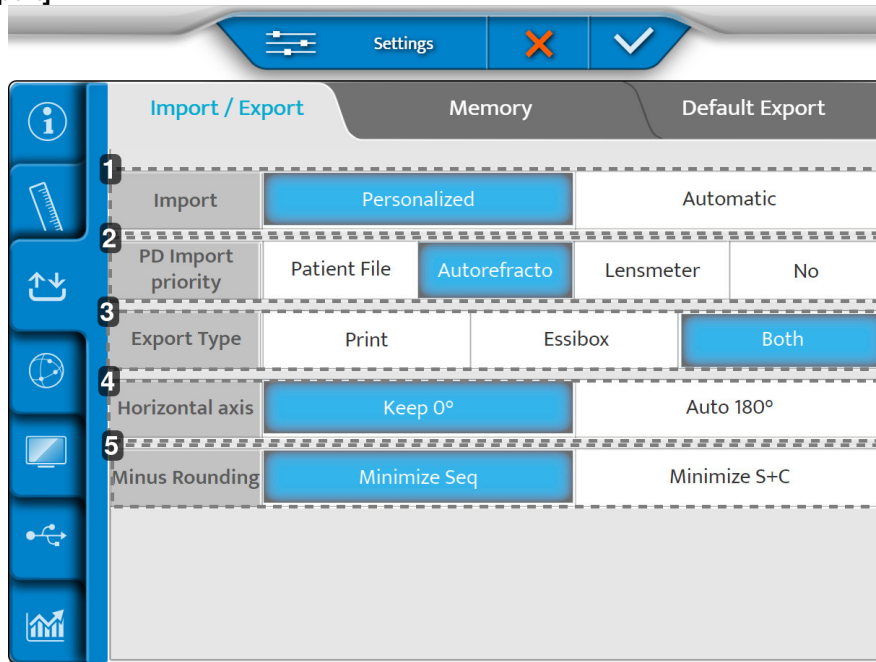 Settings
Import / Export Memory Default Export
1
Import Personalized Automatic
2
PD Import
priority
Patient File Autorefracto Lensmeter No
3
Export Type Print Essibox Both
4
Horizontal axis Keep 0° Auto 180°
5
Minus Rounding Minimize Seq Minimize S+C